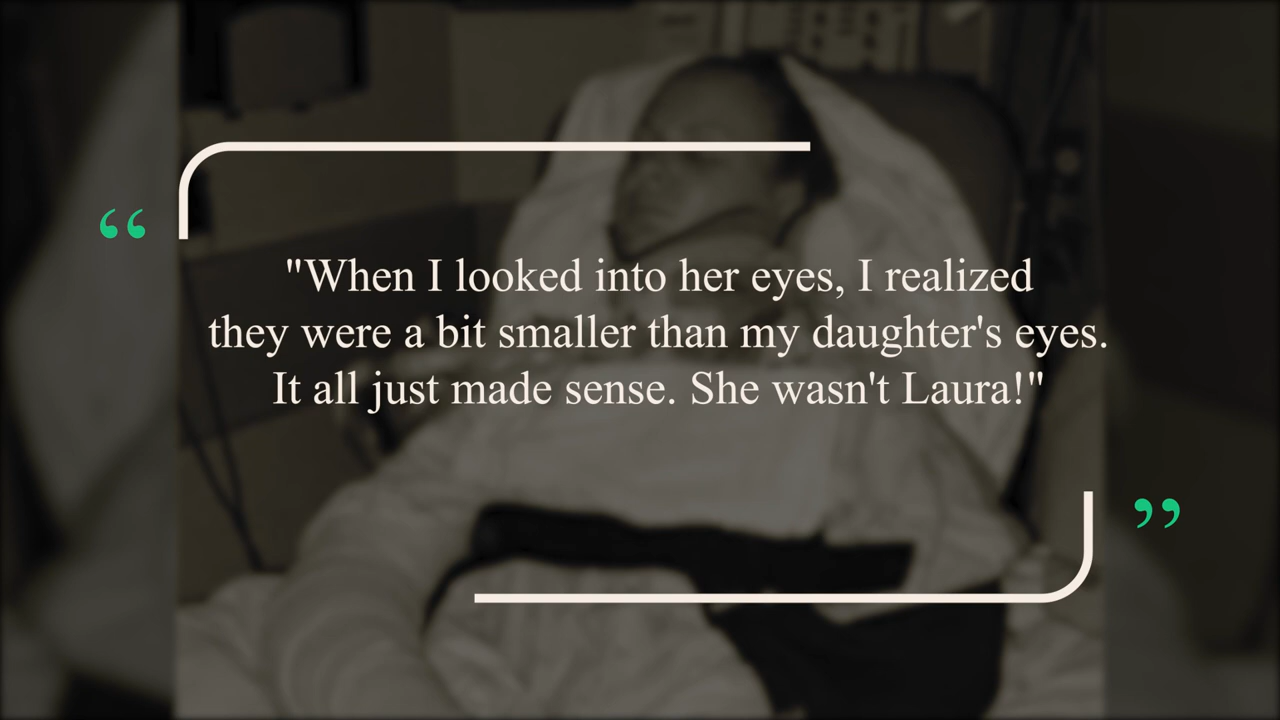 "When I looked into her eyes, I realized
they were a bit smaller than my daughter's eyes.
It all just made sense. She wasn't Laura!"